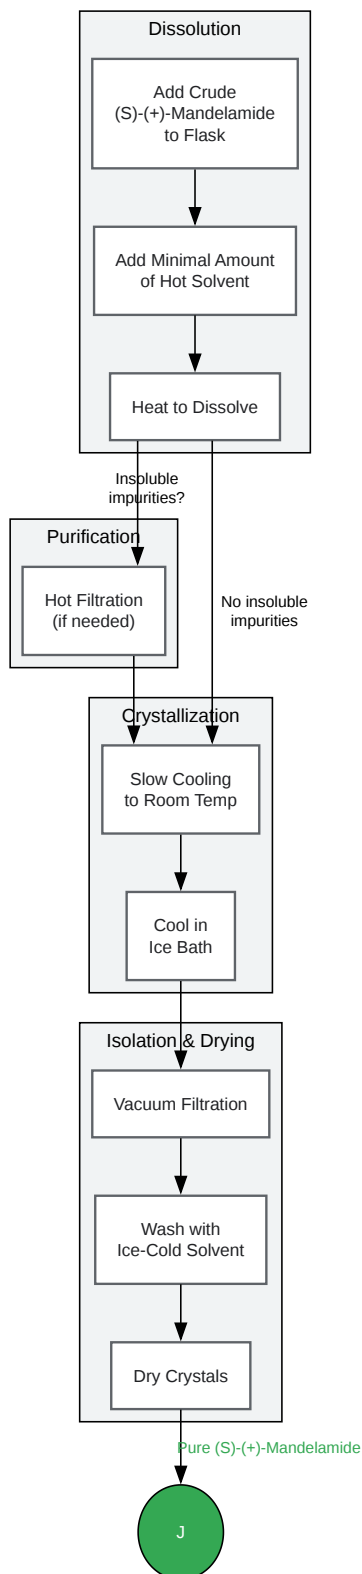 Dissolution
Add Crude
(S)-(+)-Mandelamide
to Flask
Add Minimal Amount
of Hot Solvent
Heat to Dissolve
Insoluble
impurities?
Purification
Hot Filtration
(if needed)
No insoluble
impurities
Crystallization
Slow Cooling
to Room Temp
Cool in
Ice Bath
Isolation & Drying
Vacuum Filtration
Wash with
Ice-Cold Solvent
Dry Crystals
Pure (S)-(+)-Mandelamide
J